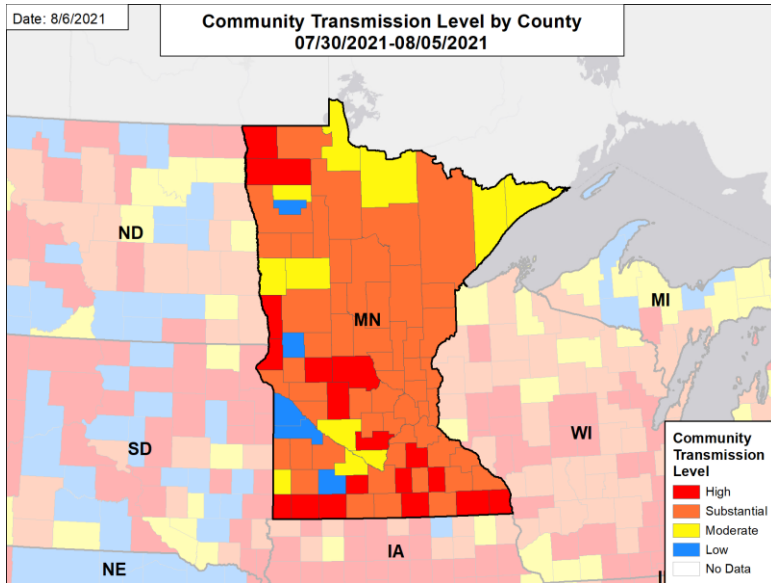 Date: 8/6/2021
Community Transmission Level by County
07/30/2021-08/05/2021
ND
MN
MI
SD
WI
NE
IA
Community
Transmission
Level
High
Substantial
Moderate
Low
No Data